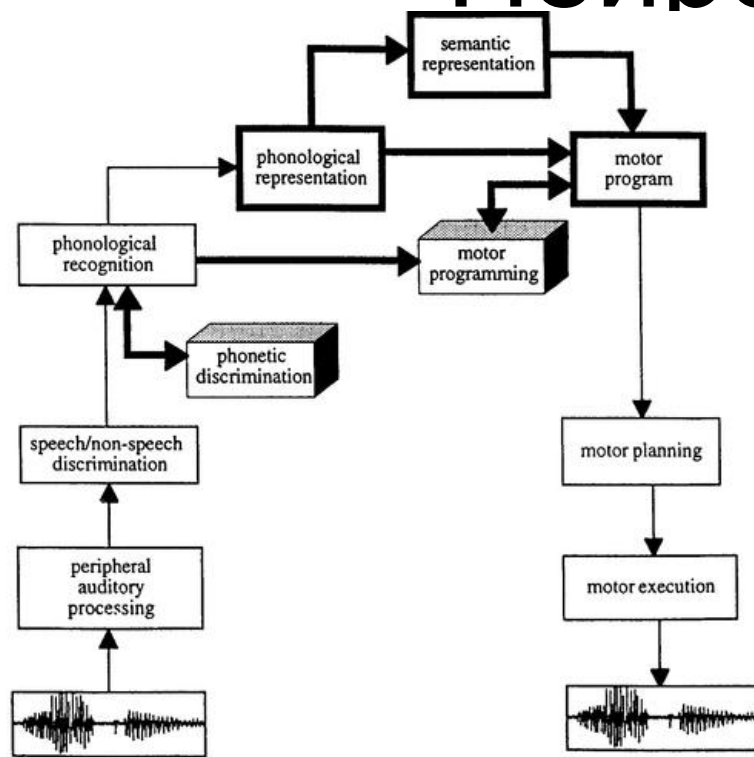 semantic
representation
phonological
representation
motor
program
phonological
recognition
motor
programming
phonetic
discrimination
speech/non-speech
discrimination
motor planning
peripheral
auditory
processing
motor execution